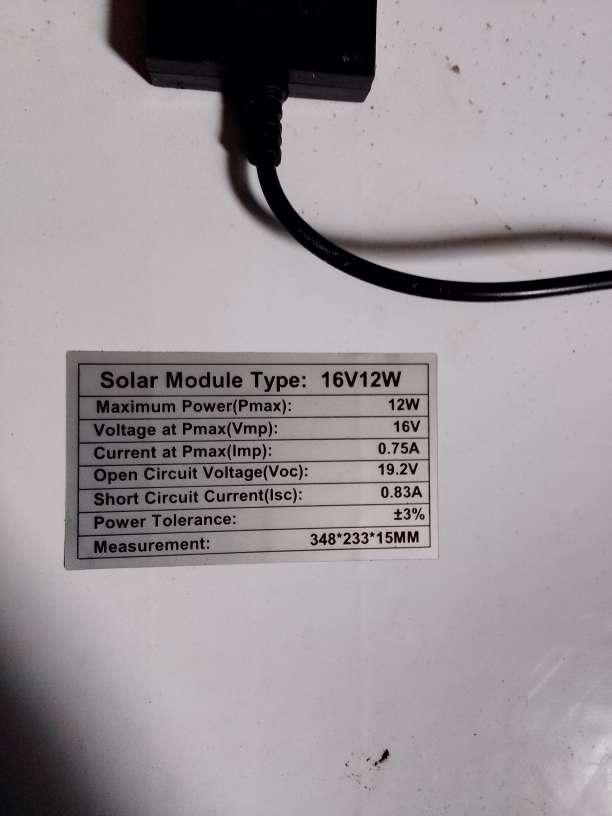 Solar Module Type: 16V12W
Maximum Power(Pmax): 12W
Voltage at Pmax(Vmp): 16V
Current at Pmax(Imp): 0.75A
Open Circuit Voltage(Voc): 19.2V
Short Circuit Current(Isc): 0.83A
Power Tolerance: ±3%
Measurement: 348*233*15MM